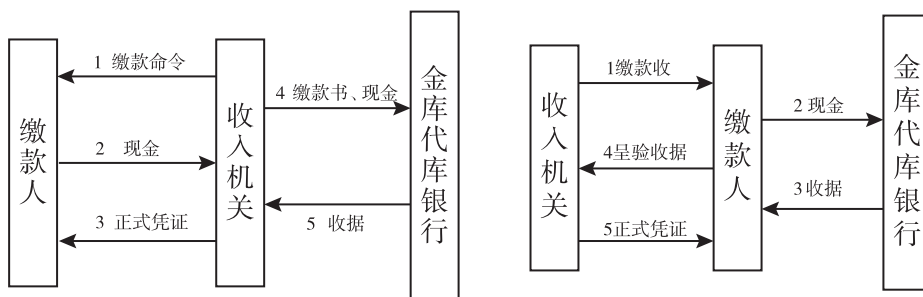 缴款人
1 缴款命令
2 现金
3 正式凭证
收入机关
4 缴款书、现金
5 收据
金库代库银行
收入机关
1缴款收
4呈验收据
5正式凭证
缴款人
2 现金
3 收据
金库代库银行